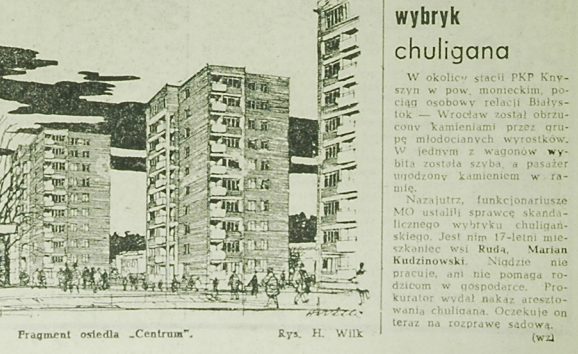 wybryk
chuligana
W okolicy stacji PKP Kny-
szyn w pow. monieckim, po-
ciąg osobowy relacji Białys-
tok — Wrocław został obrzu-
cony kamieniami przez gru-
pę młodocianych wyrostków.
W jednym z wagonów wy-
bita została szyba, a pasażer
ugodzony kamieniem w ra-
mię.
Nazajutrz, funkcjonariusze
MO ustalili sprawcę skanda-
licznego wybryku chuligań-
skiego. Jest nim 17-letni mie-
szkaniec wsi Ruda, Marian
Kudzinowski. Nigdzie nie
pracuje, ani nie pomaga ro-
dzicom w gospodarce. Pro-
kurator wydał nakaz areszto-
wania chuligana. Oczekuje on
teraz na rozprawę sądową.
(wz)
Fragment osiedla „Centrum”. Rys. H. Wilk